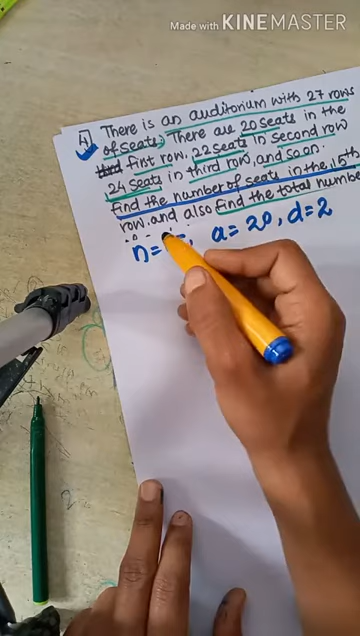 Made with KINEMASTER
4) There is an auditorium with 27 rows
of seats. There are 20 seats in the
first row, 22 seats in second row
24 seats in third row, and so on.
find the number of seats in the 15th
row, and also find the total numbe
n= , a = 20, d = 2